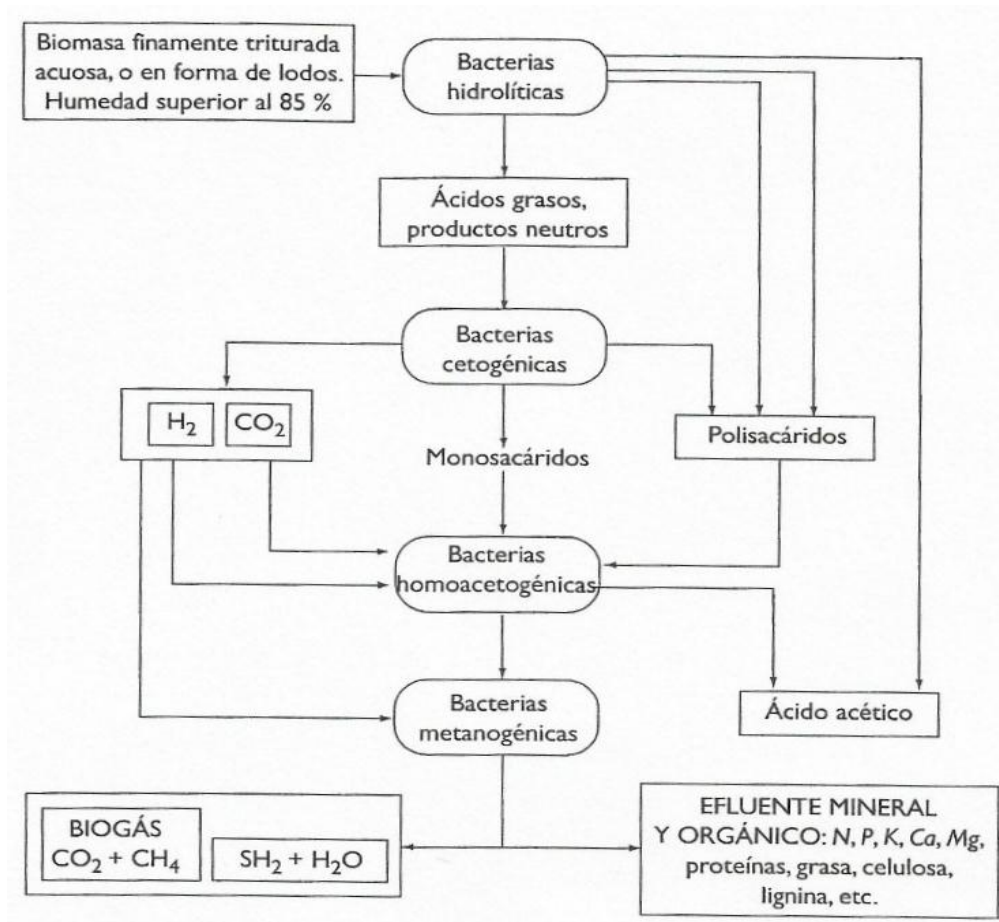 Biomasa finamente triturada
acuosa, o en forma de lodos.
Humedad superior al 85 %
Bacterias
hidrolíticas
Ácidos grasos,
productos neutros
Bacterias
cetogénicas
H2
CO2
Monosacáridos
Polisacáridos
Bacterias
homoacetogénicas
Bacterias
metanogénicas
Ácido acético
BIOGÁS
CO2 + CH4
SH2 + H2O
EFLUENTE MINERAL
Y ORGÁNICO: N, P, K, Ca, Mg,
proteínas, grasa, celulosa,
lignina, etc.